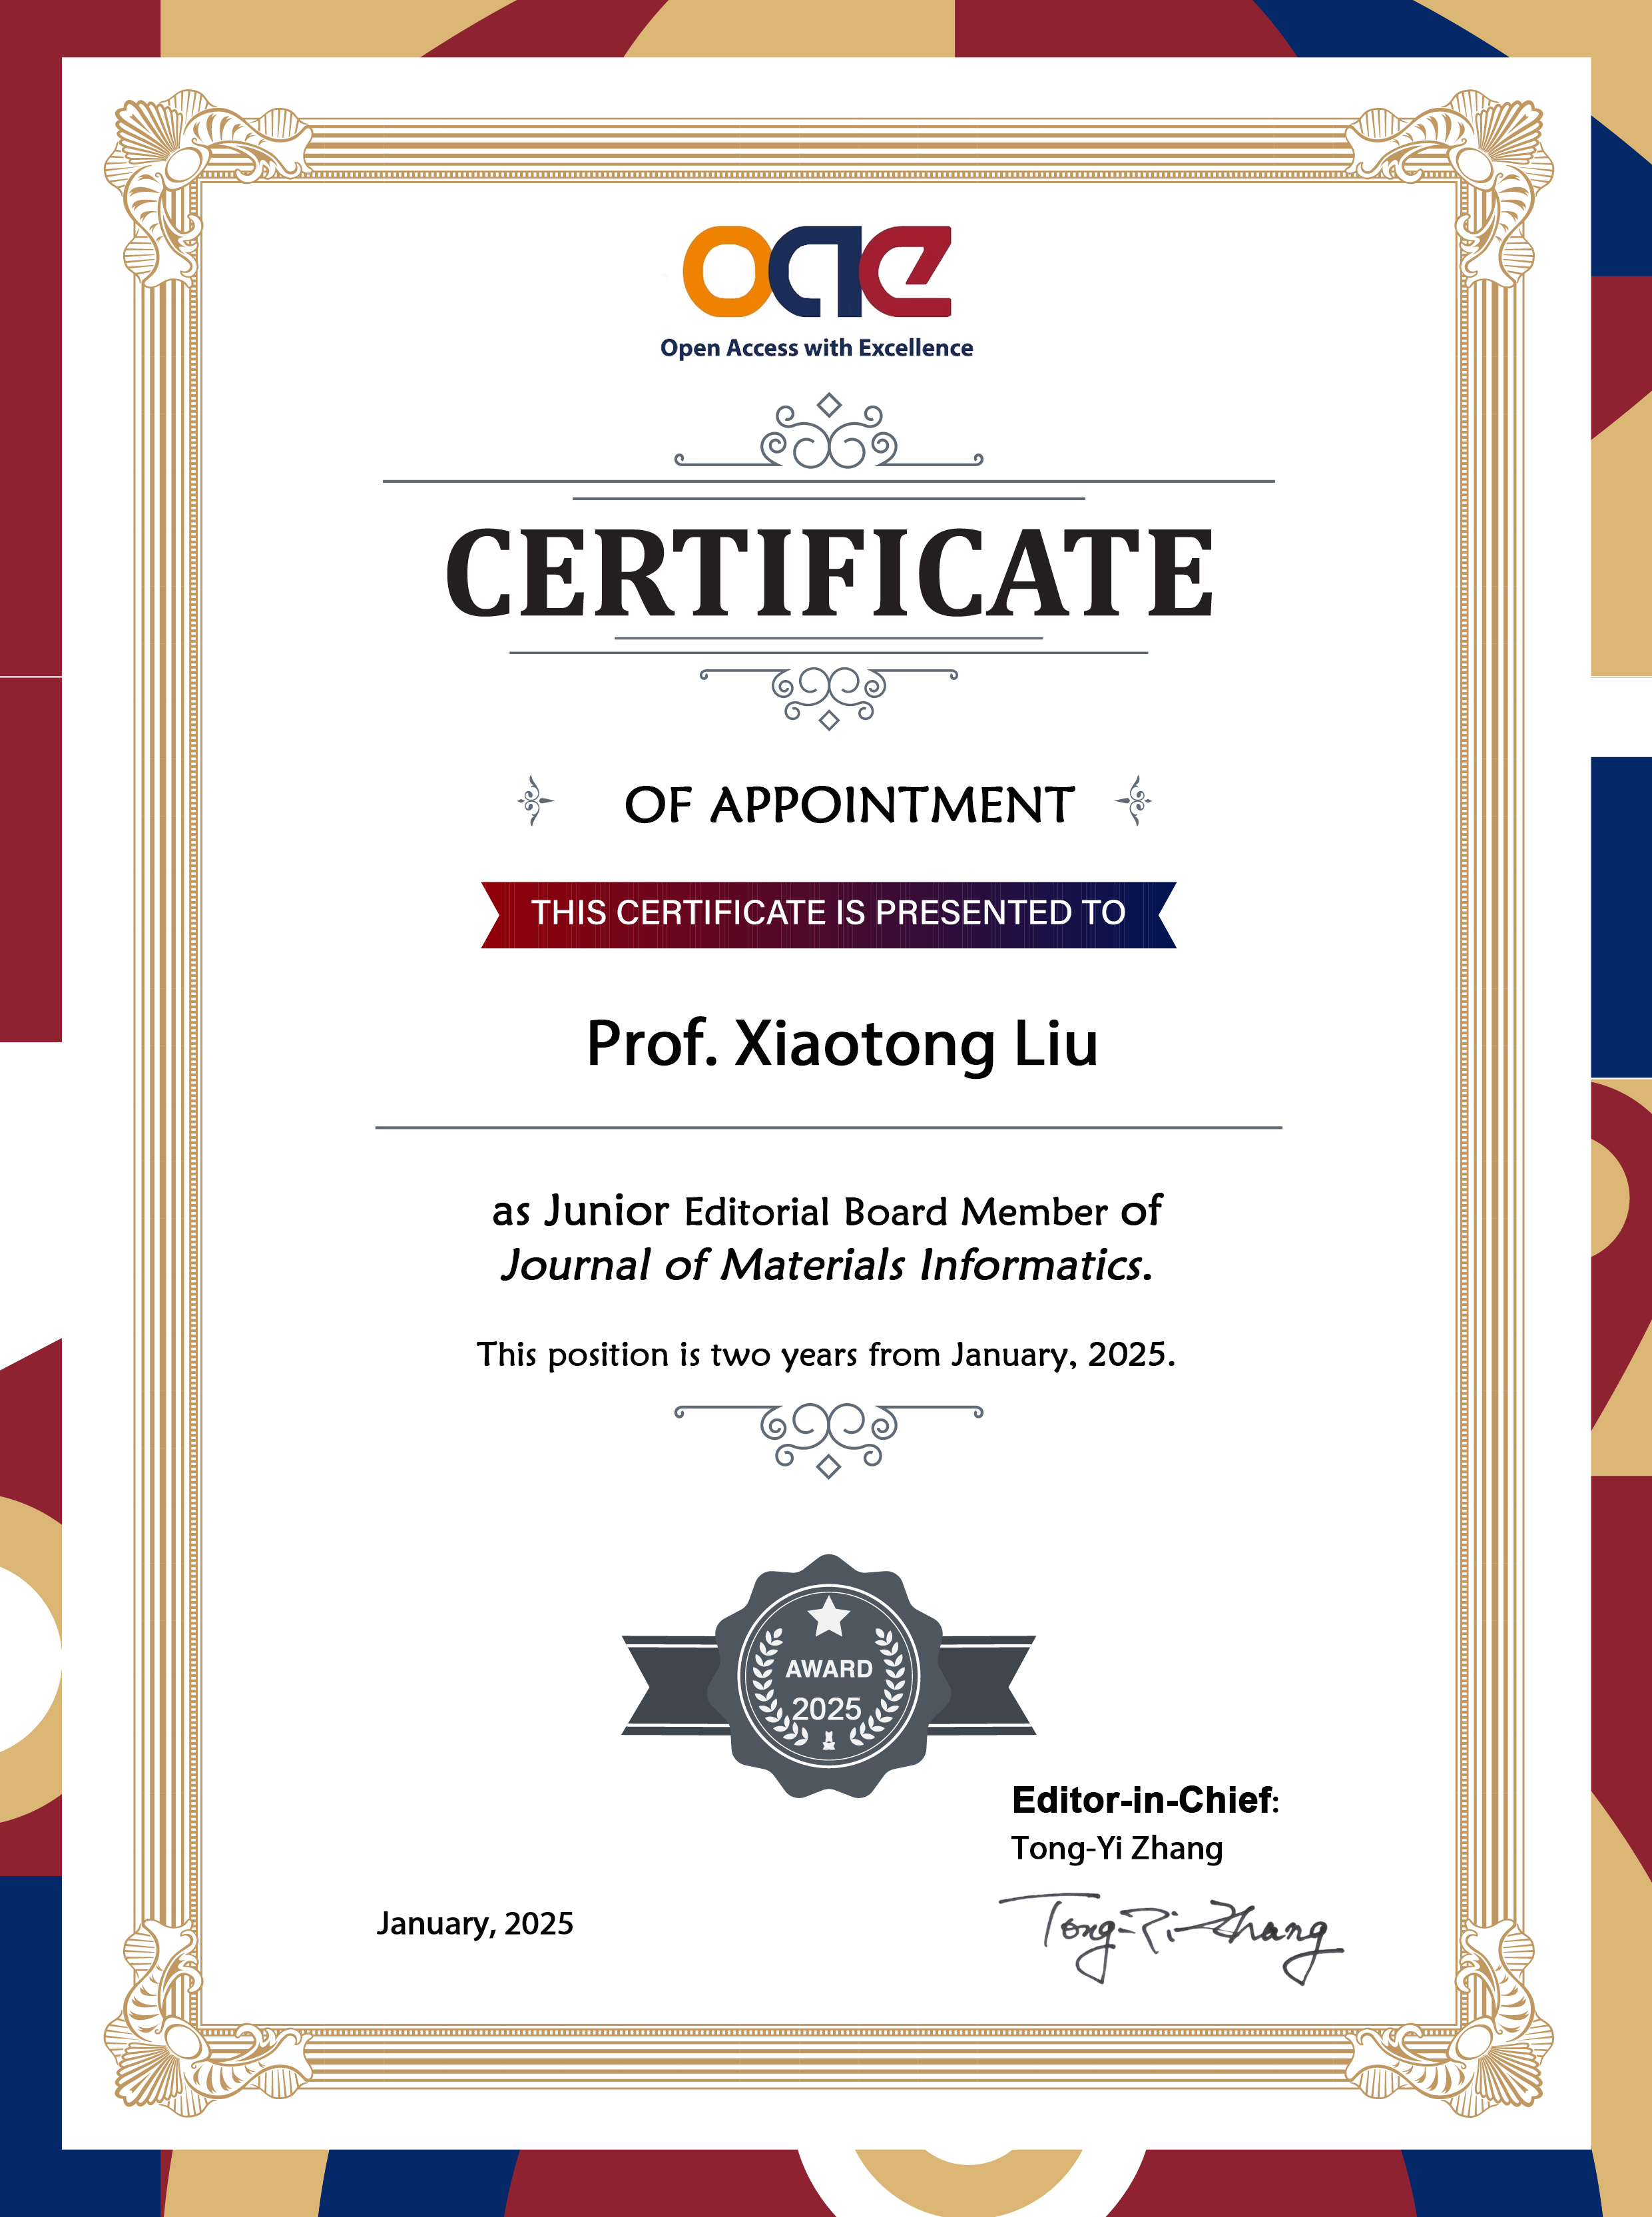 oae
Open Access with Excellence
CERTIFICATE
OF APPOINTMENT
THIS CERTIFICATE IS PRESENTED TO
Prof. Xiaotong Liu
as Junior Editorial Board Member of
Journal of Materials Informatics.
This position is two years from January, 2025.
AWARD
2025
Editor-in-Chief:
Tong-Yi Zhang
January, 2025
Tong-Yi Zhang